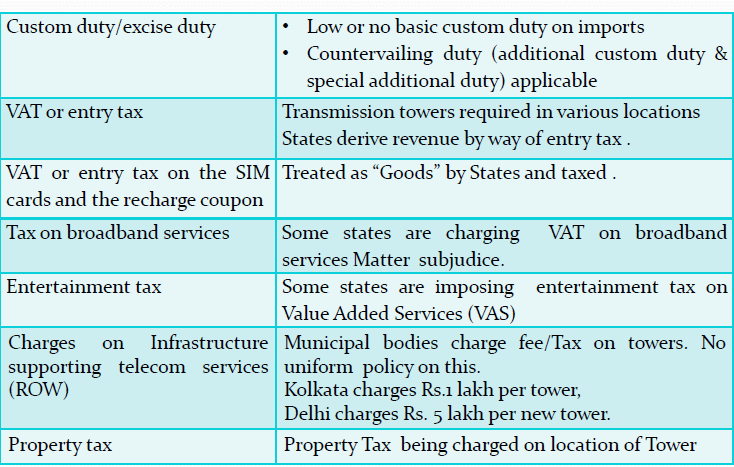 Custom duty/excise duty
• Low or no basic custom duty on imports
• Countervailing duty (additional custom duty &
special additional duty) applicable
VAT or entry tax
Transmission towers required in various locations
States derive revenue by way of entry tax .
VAT or entry tax on the SIM
cards and the recharge coupon
Treated as “Goods” by States and taxed .
Tax on broadband services
Some states are charging VAT on broadband
services Matter subjudice.
Entertainment tax
Some states are imposing entertainment tax on
Value Added Services (VAS)
Charges on Infrastructure
supporting telecom services
(ROW)
Municipal bodies charge fee/Tax on towers. No
uniform policy on this.
Kolkata charges Rs.1 lakh per tower,
Delhi charges Rs. 5 lakh per new tower.
Property tax
Property Tax being charged on location of Tower